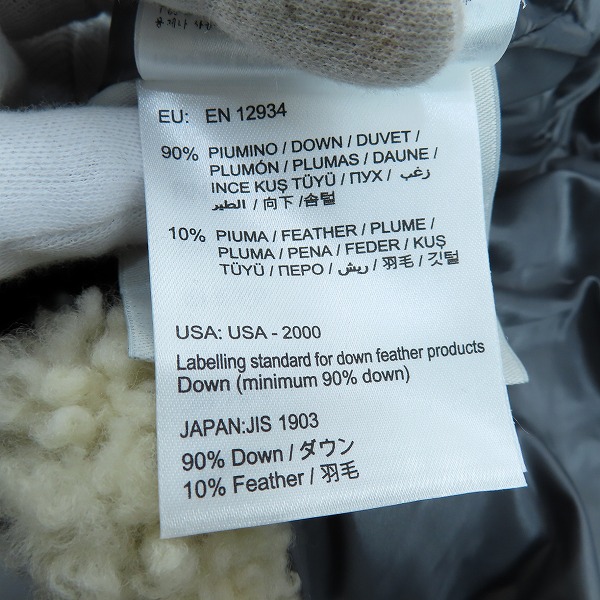 EU: EN 12934
90% PIUMINO / DOWN / DUVET /
PLUMÓN / PLUMAS / DAUNE /
INCE KUŞ TÜYÜ / ПУХ / زغب
الطير / 向下 / 솜털
10% PIUMA / FEATHER / PLUME /
PLUMA / PENA / FEDER / KUŞ
TÜYÜ / ПЕРО / ريش / 羽毛 / 깃털
USA: USA - 2000
Labelling standard for down feather products
Down (minimum 90% down)
JAPAN:JIS 1903
90% Down / ダウン
10% Feather / 羽毛